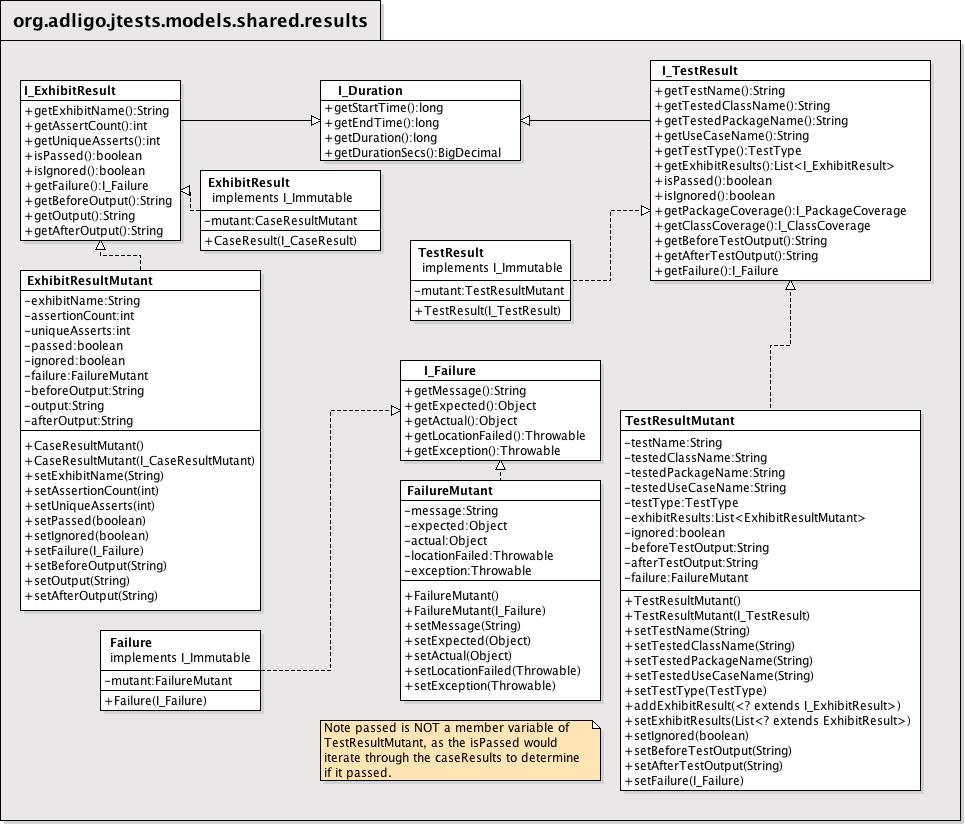 org.adligo.jtests.models.shared.results
I_ExhibitResult
+getExhibitName():String
+getAssertCount():int
+getUniqueAsserts():int
+isPassed():boolean
+isIgnored():boolean
+getFailure():I_Failure
+getBeforeOutput():String
+getOutput():String
+getAfterOutput():String
I_Duration
+getStartTime():long
+getEndTime():long
+getDuration():long
+getDurationSecs():BigDecimal
I_TestResult
+getTestName():String
+getTestedClassName():String
+getTestedPackageName():String
+getUseCaseName():String
+getTestType():TestType
+getExhibitResults():List<I_ExhibitResult>
+isPassed():boolean
+isIgnored():boolean
+getPackageCoverage():I_PackageCoverage
+getClassCoverage():I_ClassCoverage
+getBeforeTestOutput():String
+getAfterTestOutput():String
+getFailure():I_Failure
ExhibitResult
implements I_Immutable
-mutant:CaseResultMutant
+CaseResult(I_CaseResult)
TestResult
implements I_Immutable
-mutant:TestResultMutant
+TestResult(I_TestResult)
ExhibitResultMutant
-exhibitName:String
-assertionCount:int
-uniqueAsserts:int
-passed:boolean
-ignored:boolean
-failure:FailureMutant
-beforeOutput:String
-output:String
-afterOutput:String
+CaseResultMutant()
+CaseResultMutant(I_CaseResultMutant)
+setExhibitName(String)
+setAssertionCount(int)
+setUniqueAsserts(int)
+setPassed(boolean)
+setIgnored(boolean)
+setFailure(I_Failure)
+setBeforeOutput(String)
+setOutput(String)
+setAfterOutput(String)
I_Failure
+getMessage():String
+getExpected():Object
+getActual():Object
+getLocationFailed():Throwable
+getException():Throwable
FailureMutant
-message:String
-expected:Object
-actual:Object
-locationFailed:Throwable
-exception:Throwable
+FailureMutant()
+FailureMutant(I_Failure)
+setMessage(String)
+setExpected(Object)
+setActual(Object)
+setLocationFailed(Throwable)
+setException(Throwable)
TestResultMutant
-testName:String
-testedClassName:String
-testedPackageName:String
-testedUseCaseName:String
-testType:TestType
-exhibitResults:List<ExhibitResultMutant>
-ignored:boolean
-beforeTestOutput:String
-afterTestOutput:String
-failure:FailureMutant
+TestResultMutant()
+TestResultMutant(I_TestResult)
+setTestName(String)
+setTestedClassName(String)
+setTestedPackageName(String)
+setTestedUseCaseName(String)
+setTestType(TestType)
+addExhibitResult(<? extends I_ExhibitResult>)
+setExhibitResults(List<? extends ExhibitResult>)
+setIgnored(boolean)
+setBeforeTestOutput(String)
+setAfterTestOutput(String)
+setFailure(I_Failure)
Failure
implements I_Immutable
-mutant:FailureMutant
+Failure(I_Failure)
Note passed is NOT a member variable of
TestResultMutant, as the isPassed would
iterate through the caseResults to determine
if it passed.